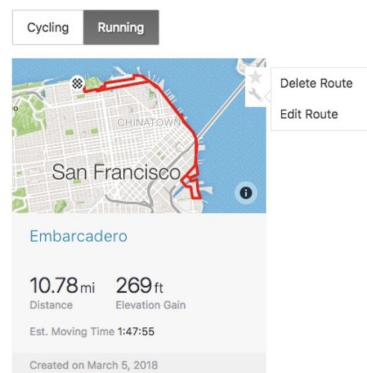 Cycling Running
Delete Route
Edit Route
CHINATOWN
San Francisco
Embarcadero
10.78 mi 269 ft
Distance Elevation Gain
Est. Moving Time 1:47:55
Created on March 5, 2018